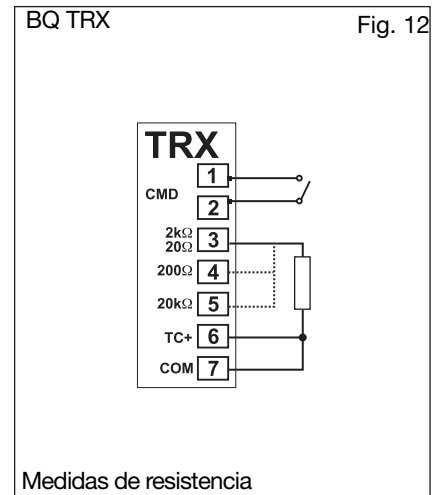 BQ TRX
Fig. 12
TRX
1
CMD
2
2kΩ
20Ω
3
200Ω 4
20kΩ 5
TC+ 6
COM 7
Medidas de resistencia